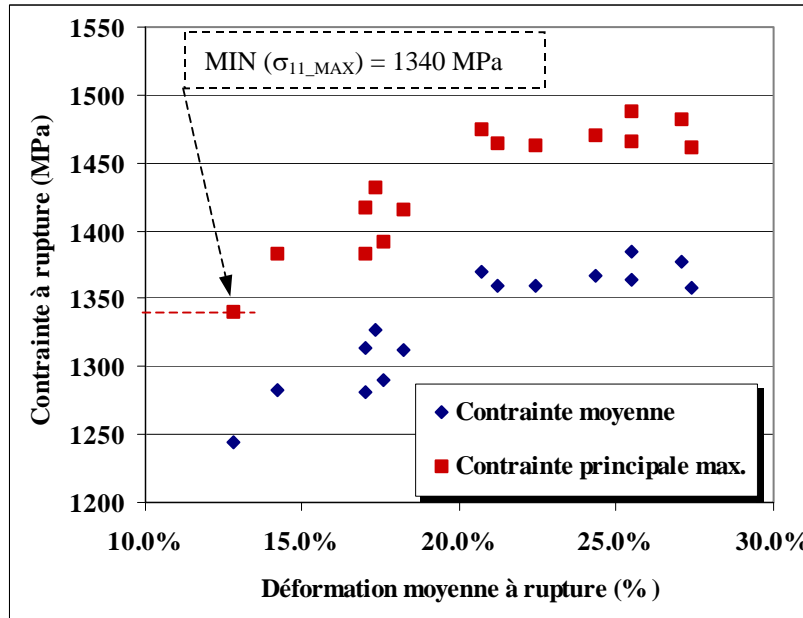 1550
1500
1450
1400
1350
1300
1250
1200
Contrainte à rupture (MPa)
MIN (σ11_MAX) = 1340 MPa
Contrainte moyenne
Contrainte principale max.
10.0% 15.0% 20.0% 25.0% 30.0%
Déformation moyenne à rupture (% )